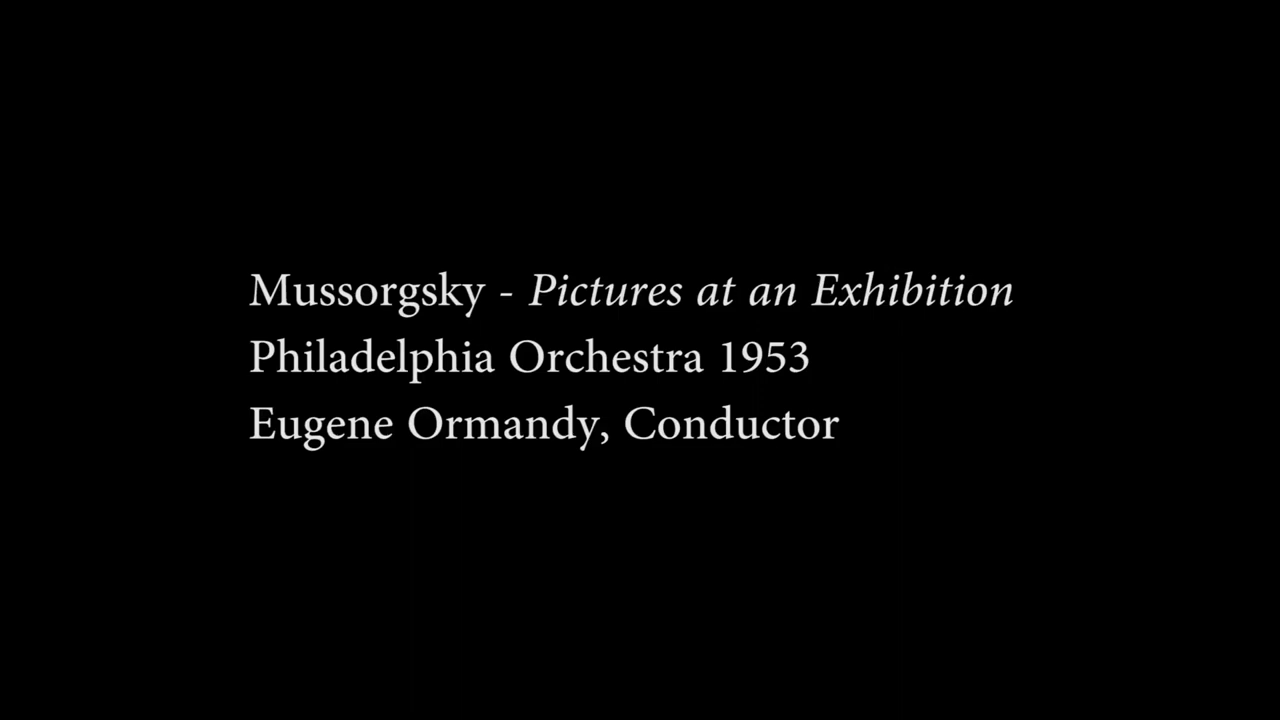 Mussorgsky - Pictures at an Exhibition
Philadelphia Orchestra 1953
Eugene Ormandy, Conductor